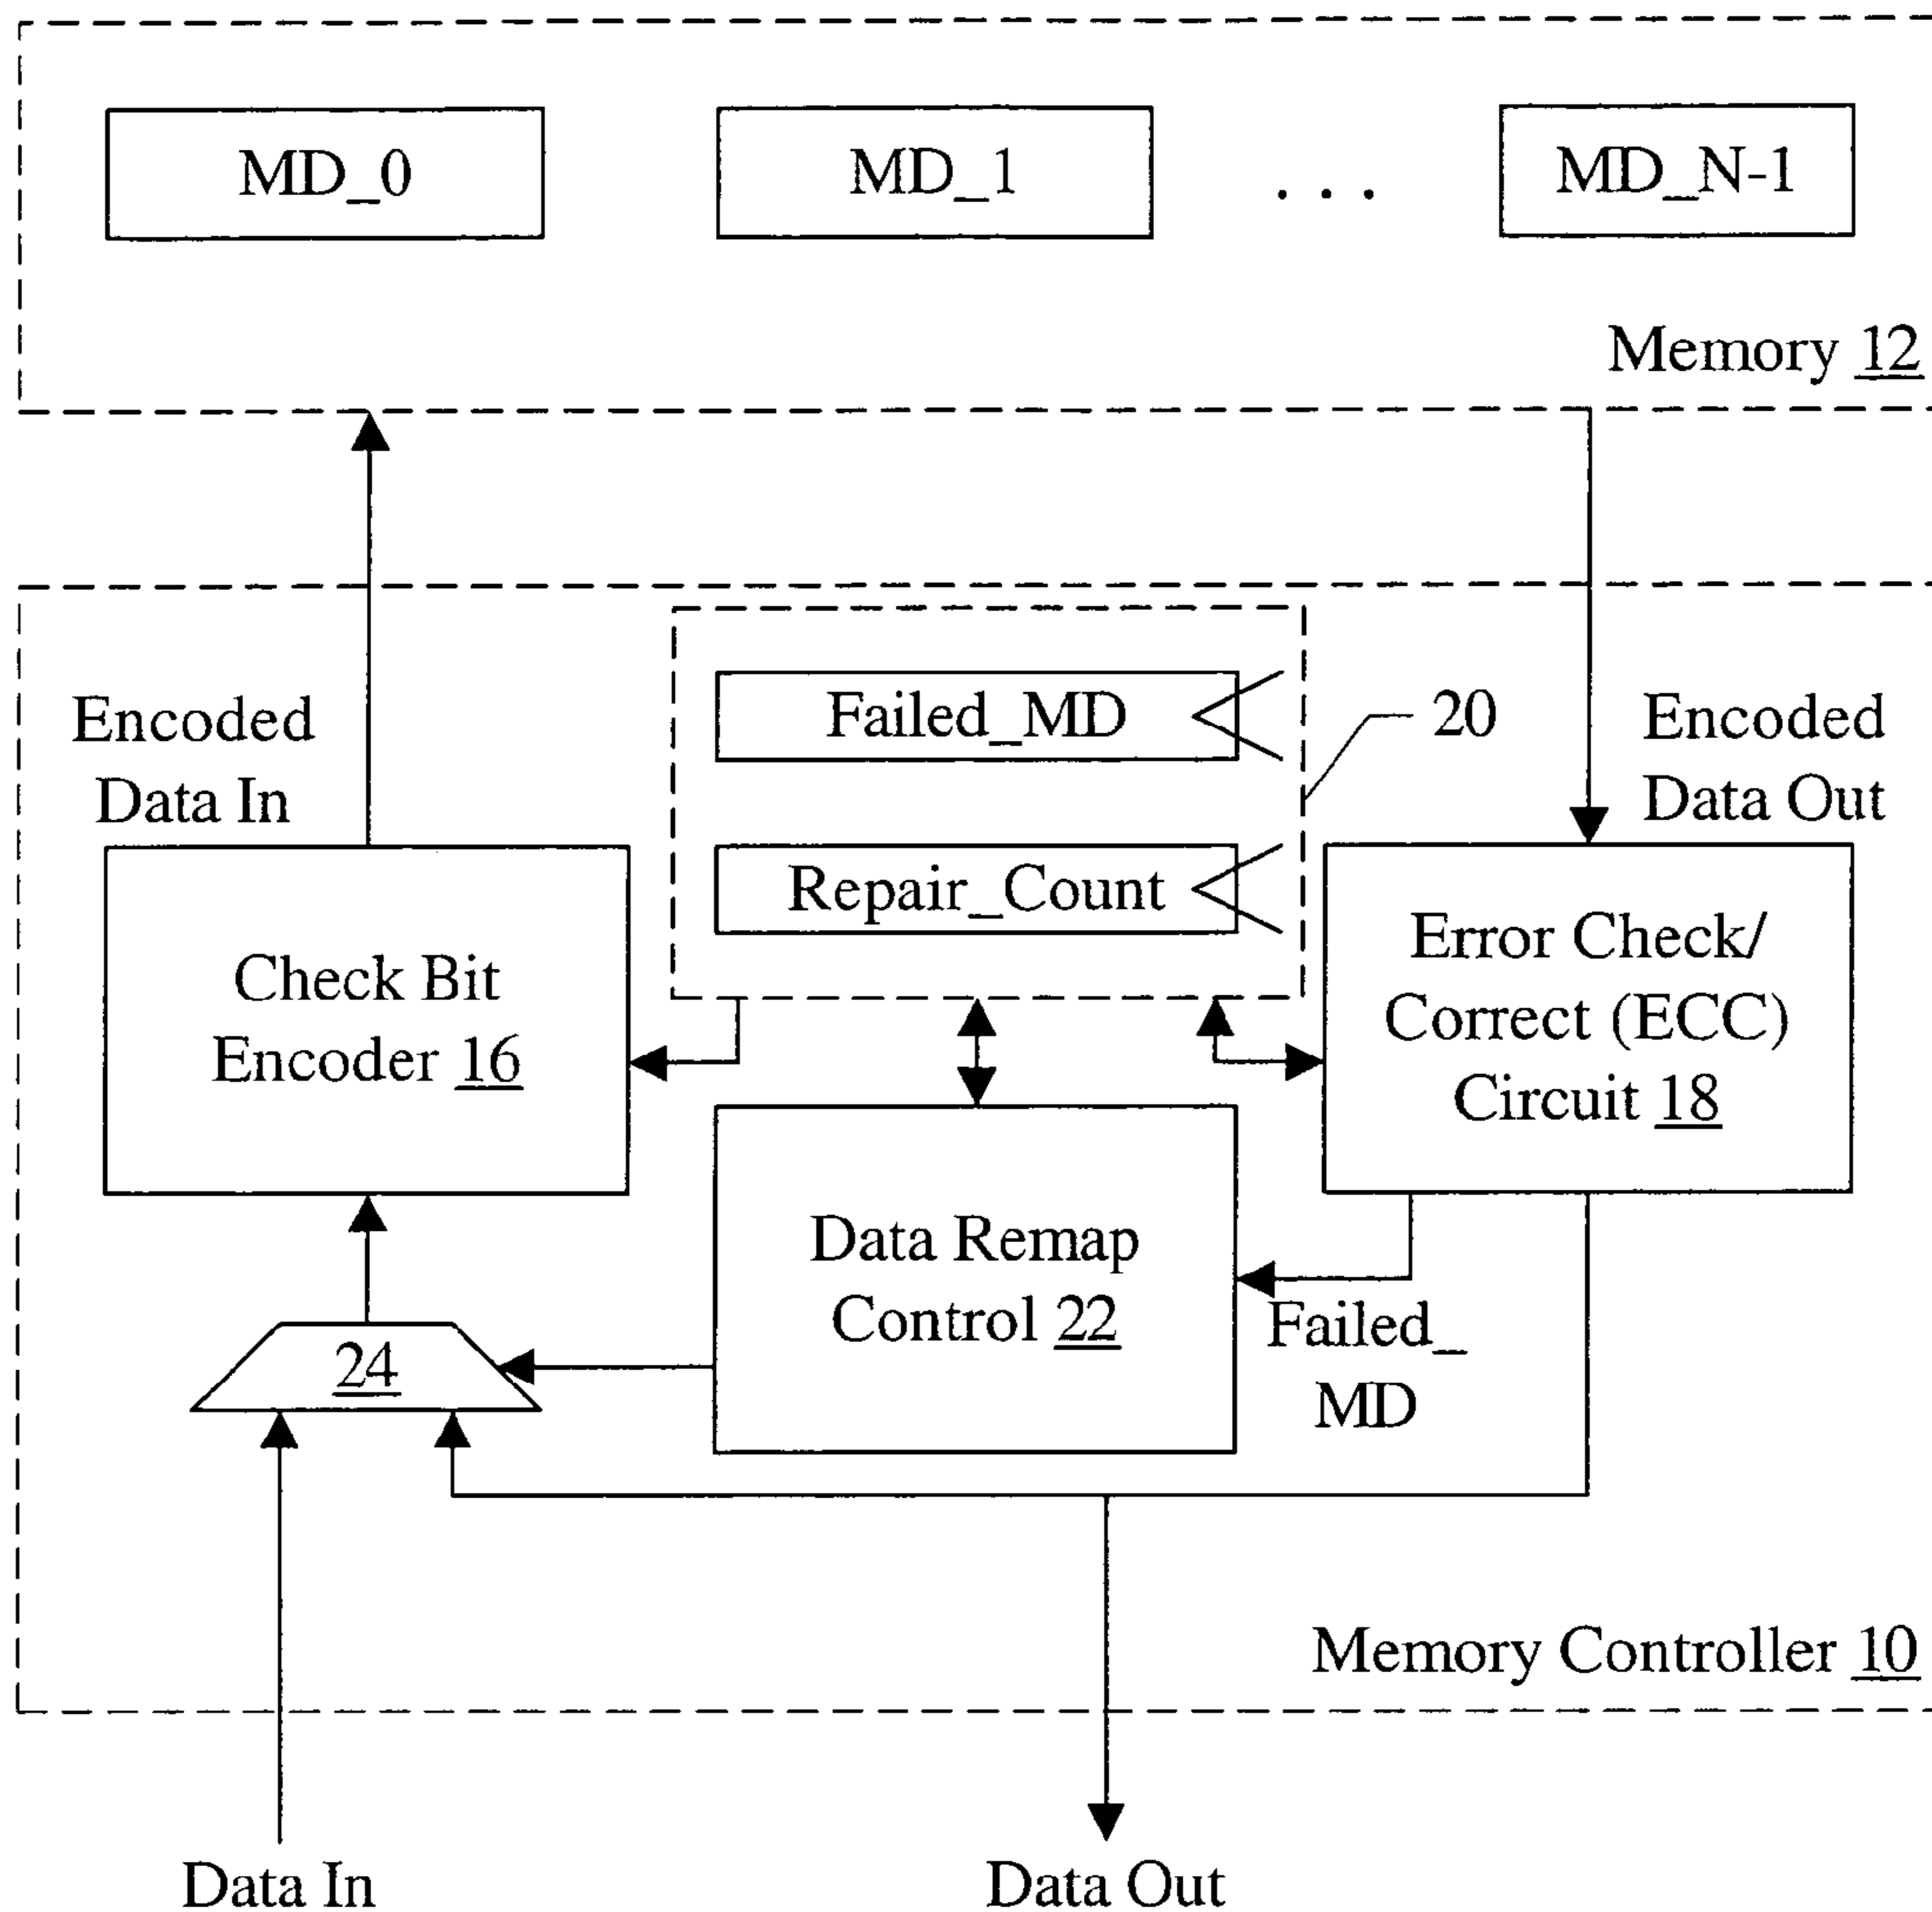 MD_0
MD_1
. . .
MD_N-1
Memory 12
Encoded
Data In
Failed_MD
Repair_Count
20
Encoded
Data Out
Check Bit
Encoder 16
Error Check/
Correct (ECC)
Circuit 18
Data Remap
Control 22
Failed_
MD
24
Memory Controller 10
Data In
Data Out